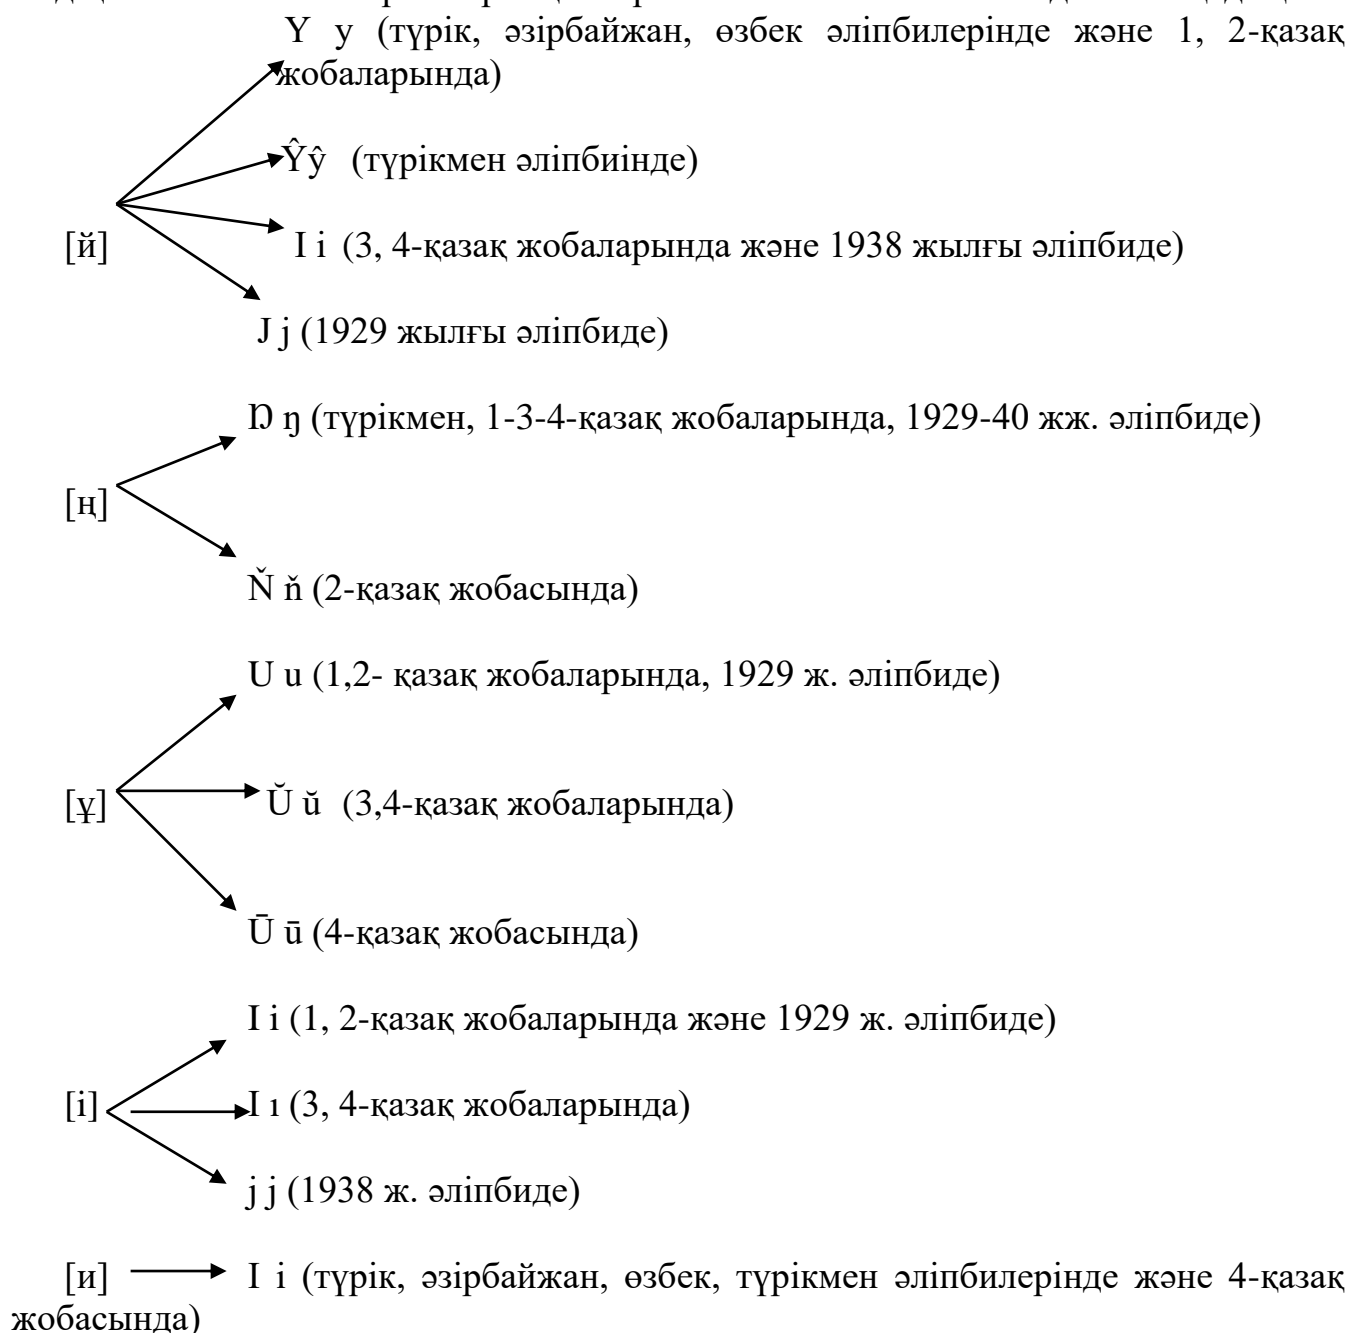 Y y (түрік, әзірбайжан, өзбек әліпбилерінде және 1, 2-қазақ
жобаларында)
Ŷŷ (түрікмен әліпбиінде)
[й]
I i (3, 4-қазақ жобаларында және 1938 жылғы әліпбиде)
J j (1929 жылғы әліпбиде)
Ŋ ŋ (түрікмен, 1-3-4-қазақ жобаларында, 1929-40 жж. әліпбиде)
[ң]
Ň ň (2-қазақ жобасында)
U u (1,2- қазақ жобаларында, 1929 ж. әліпбиде)
[ұ]
Ŭ ŭ (3,4-қазақ жобаларында)
Ū ū (4-қазақ жобасында)
I i (1, 2-қазақ жобаларында және 1929 ж. әліпбиде)
[і] I ı (3, 4-қазақ жобаларында)
j j (1938 ж. әліпбиде)
[и] I i (түрік, әзірбайжан, өзбек, түрікмен әліпбилерінде және 4-қазақ
жобасында)